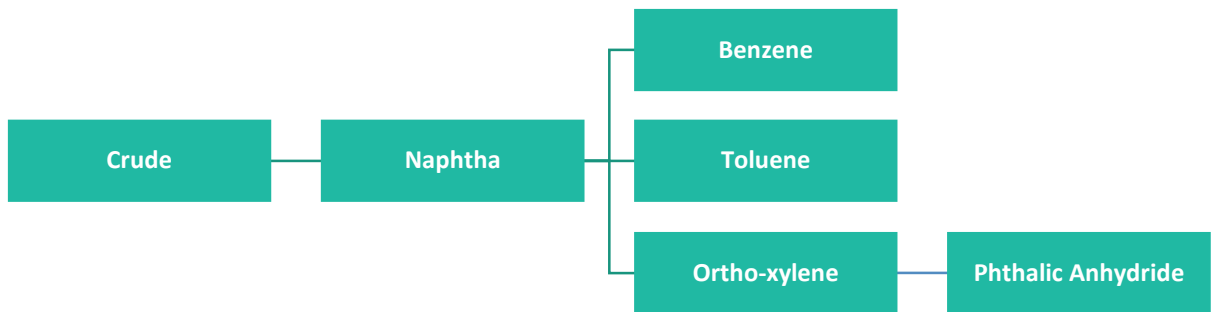 Benzene
Crude
Naphtha
Toluene
Ortho-xylene
Phthalic Anhydride